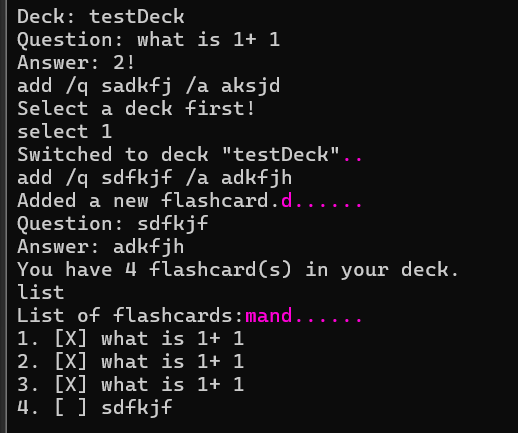 Deck: testDeck
Question: what is 1+ 1
Answer: 2!
add /q sadkfj /a aksjd
Select a deck first!
select 1
Switched to deck "testDeck"..
add /q sdfkjf /a adkfjh
Added a new flashcard.d......
Question: sdfkjf
Answer: adkfjh
You have 4 flashcard(s) in your deck.
list
List of flashcards:mand......
1. [X] what is 1+ 1
2. [X] what is 1+ 1
3. [X] what is 1+ 1
4. [ ] sdfkjf